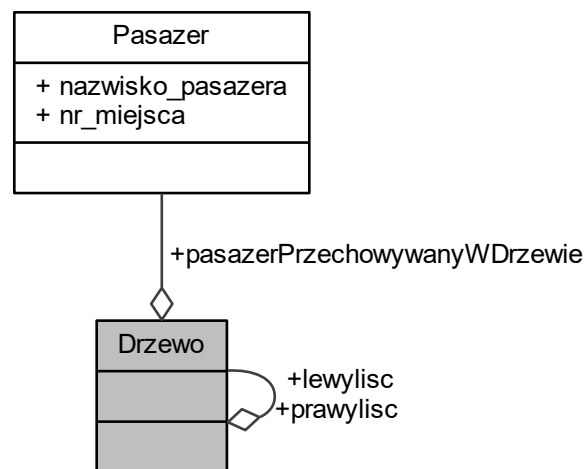 Pasazer
+ nazwisko_pasazera
+ nr_miejsca
+pasazerPrzechowywanyWDrzewie
Drzewo
+lewylisc
+prawylisc